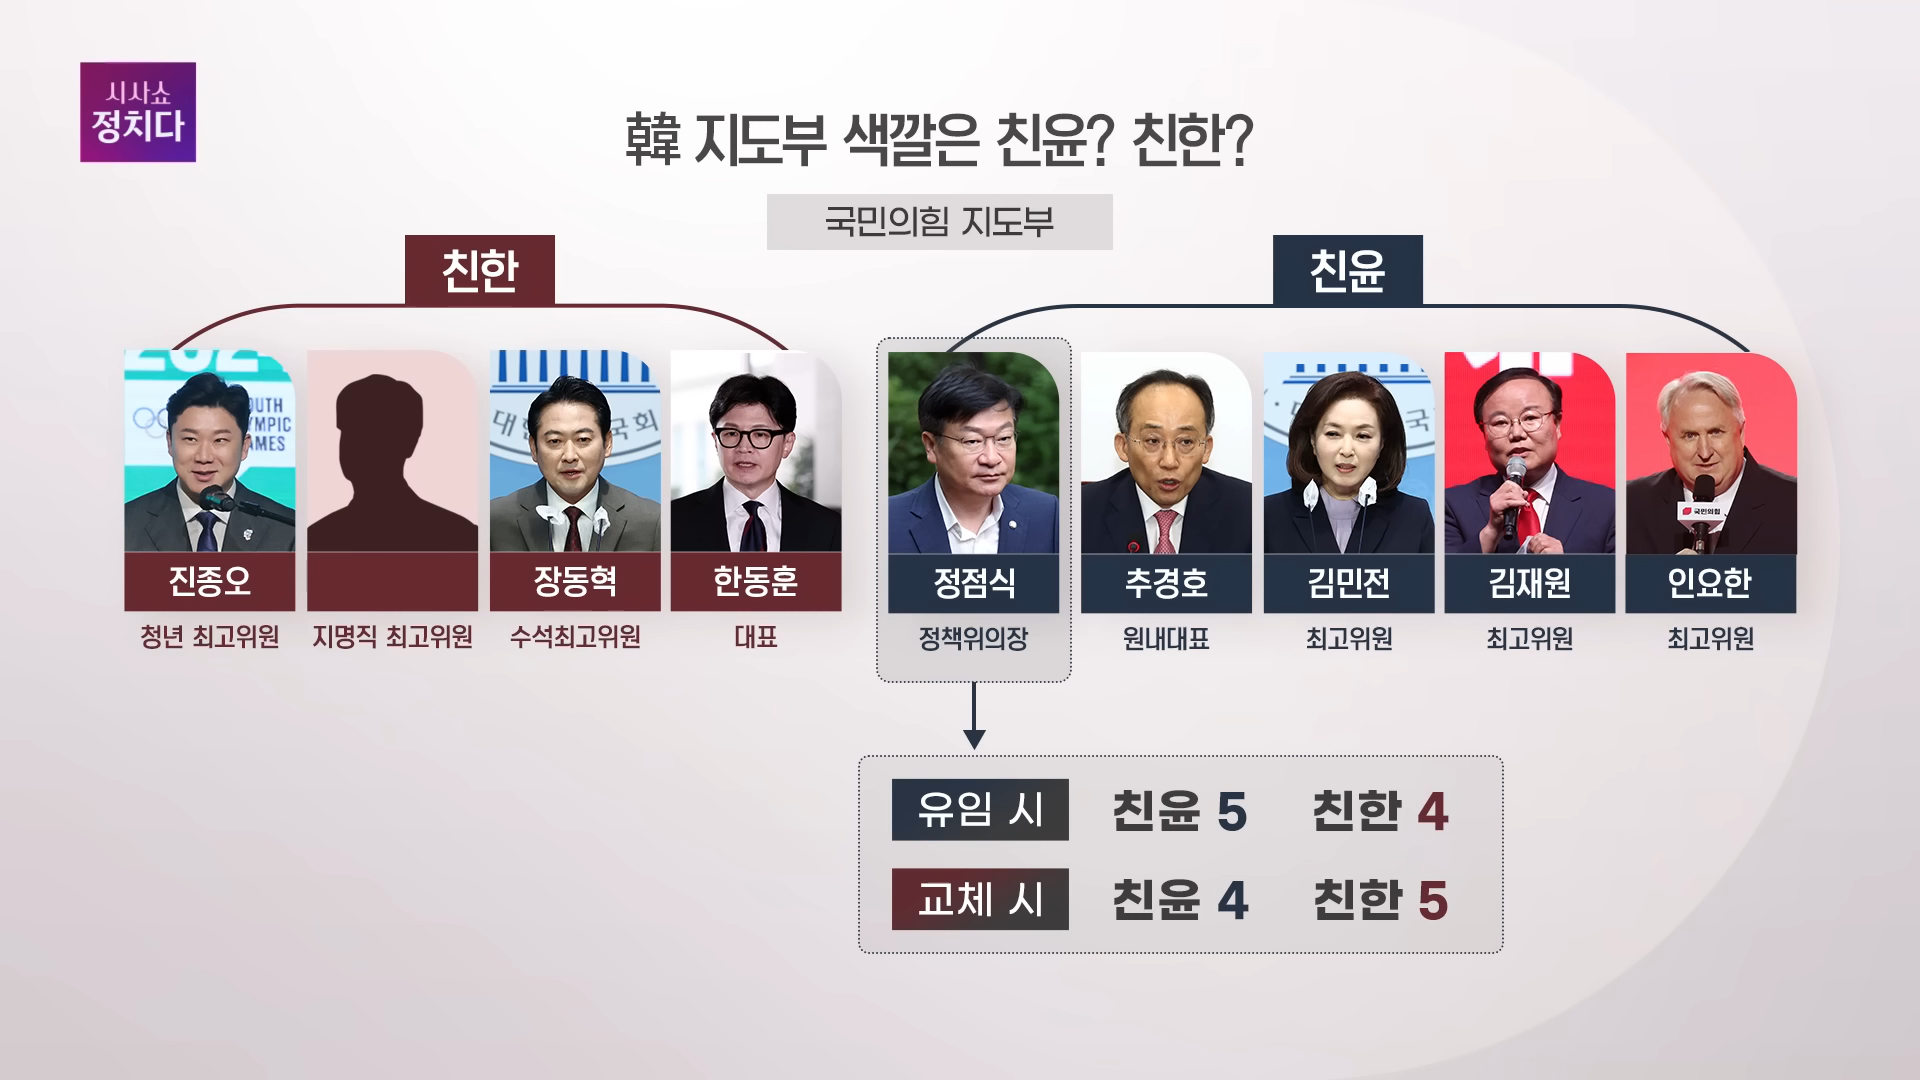 시사쇼
정치다
韓 지도부 색깔은 친윤? 친한?
국민의힘 지도부
친한
친윤
진종오
장동혁
한동훈
정점식
추경호
김민전
김재원
인요한
청년 최고위원
지명직 최고위원
수석최고위원
대표
정책위의장
원내대표
최고위원
최고위원
최고위원
유임 시 친윤 5 친한 4
교체 시 친윤 4 친한 5
국민의힘